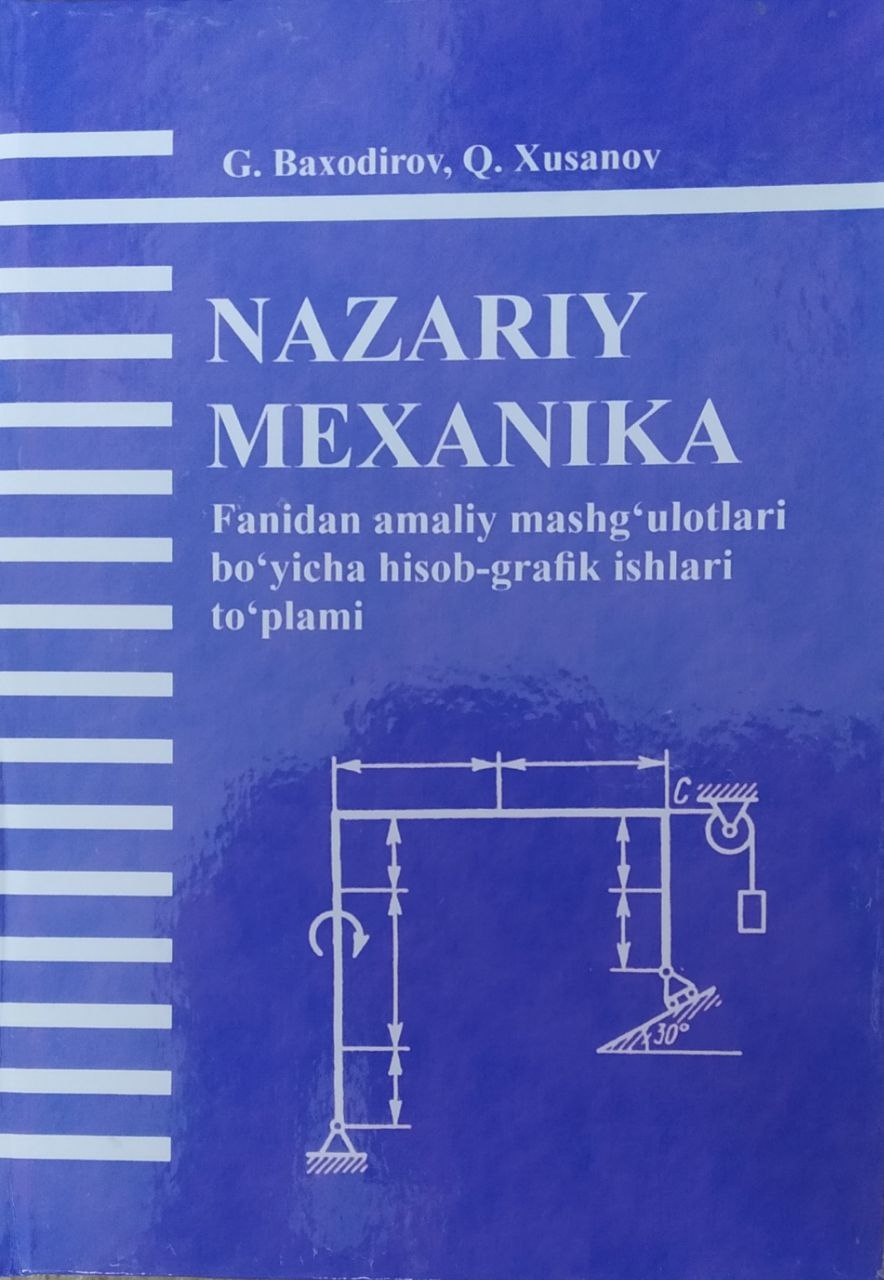 G. Baxodirov, Q. Xusanov
NAZARIY
MEXANIKA
Fanidan amaliy mashg‘ulotlari
bo‘yicha hisob-grafik ishlari
to‘plami
C
30°